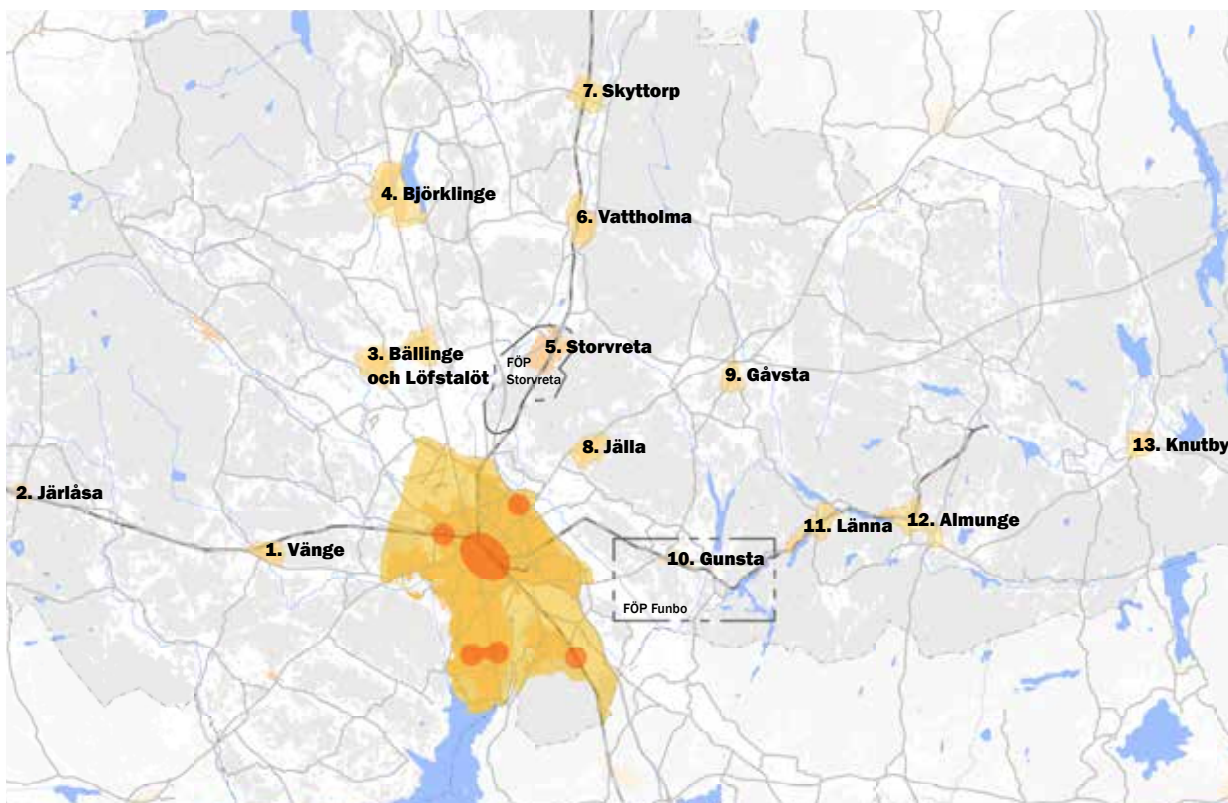 7. Skyttorp
4. Björklinge
6. Vattholma
5. Storvreta
FÖP
Storvreta
3. Bällinge
och Löfstalöt
9. Gåvsta
8. Jälla
13. Knutby
2. Järlåsa
11. Länna
12. Almunge
1. Vänge
10. Gunsta
FÖP Funbo